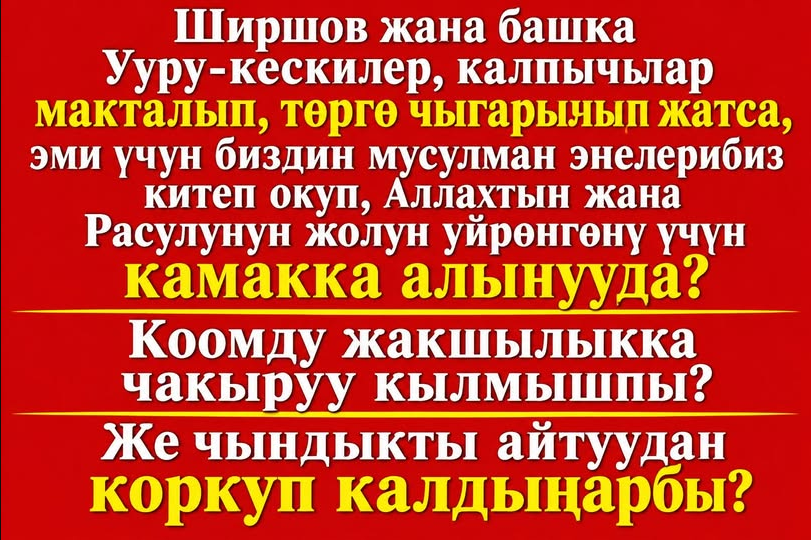 Ширшов жана башка
Ууру-кескилер, калпычылар
макталып, төргө чыгарылып жатса,
эми үчун биздин мусулман энелерибиз
китеп окуп, Аллахтын жана
Расулунун жолун үйрөнгөнү үчүн
камакка алынууда?
Коомду жакшылыкка
чакыруу кылмышпы?
Же чындыкты айтуудан
коркуп калдыңарбы?